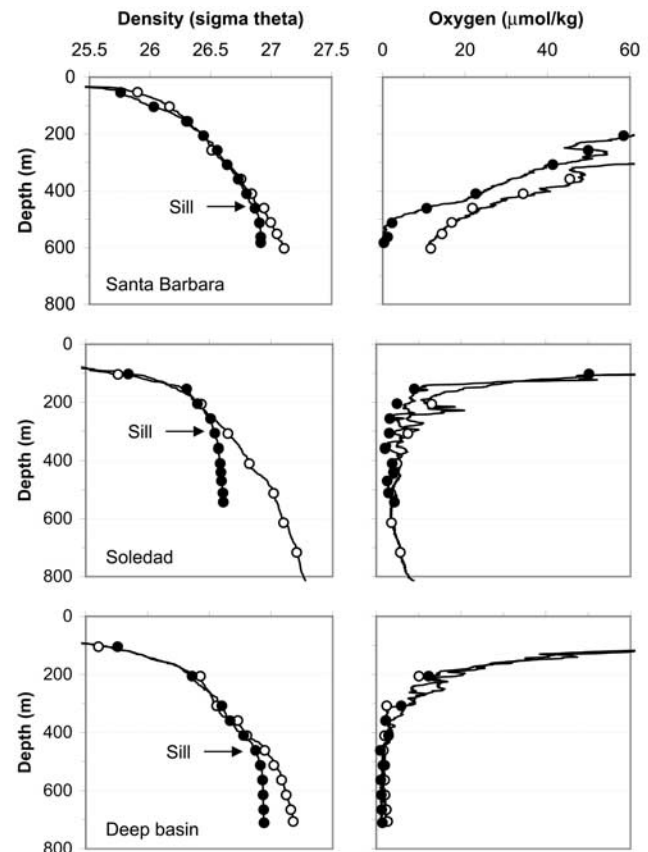 Density (sigma theta) Oxygen (μmol/kg)
25.5 26 26.5 27 27.5 0 20 40 60
0
200
400
600
800
Depth (m)
Sill
Santa Barbara
0
200
400
600
800
Depth (m)
Sill
Soledad
0
200
400
600
800
Depth (m)
Sill
Deep basin